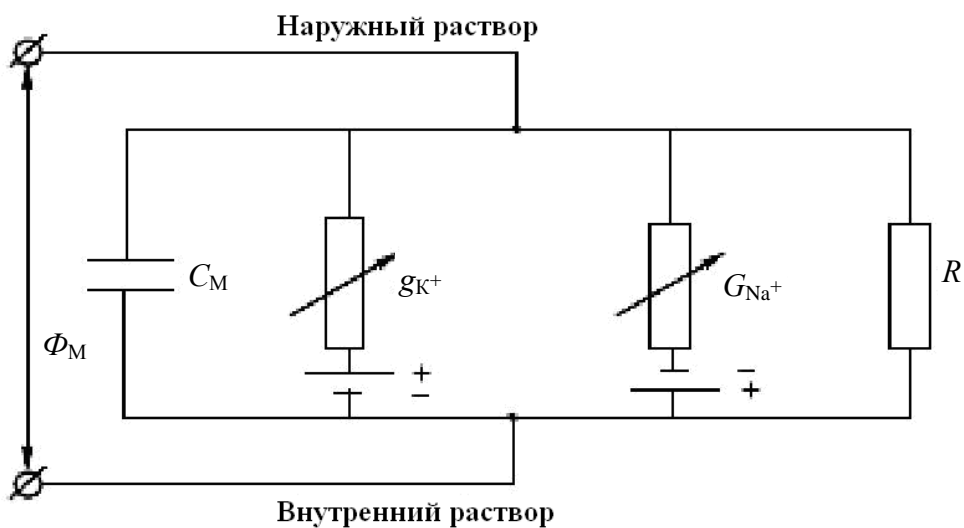 Наружный раствор
C_M
g_K+
G_Na+
R
Φ_M
+
−
−
+
Внутренний раствор